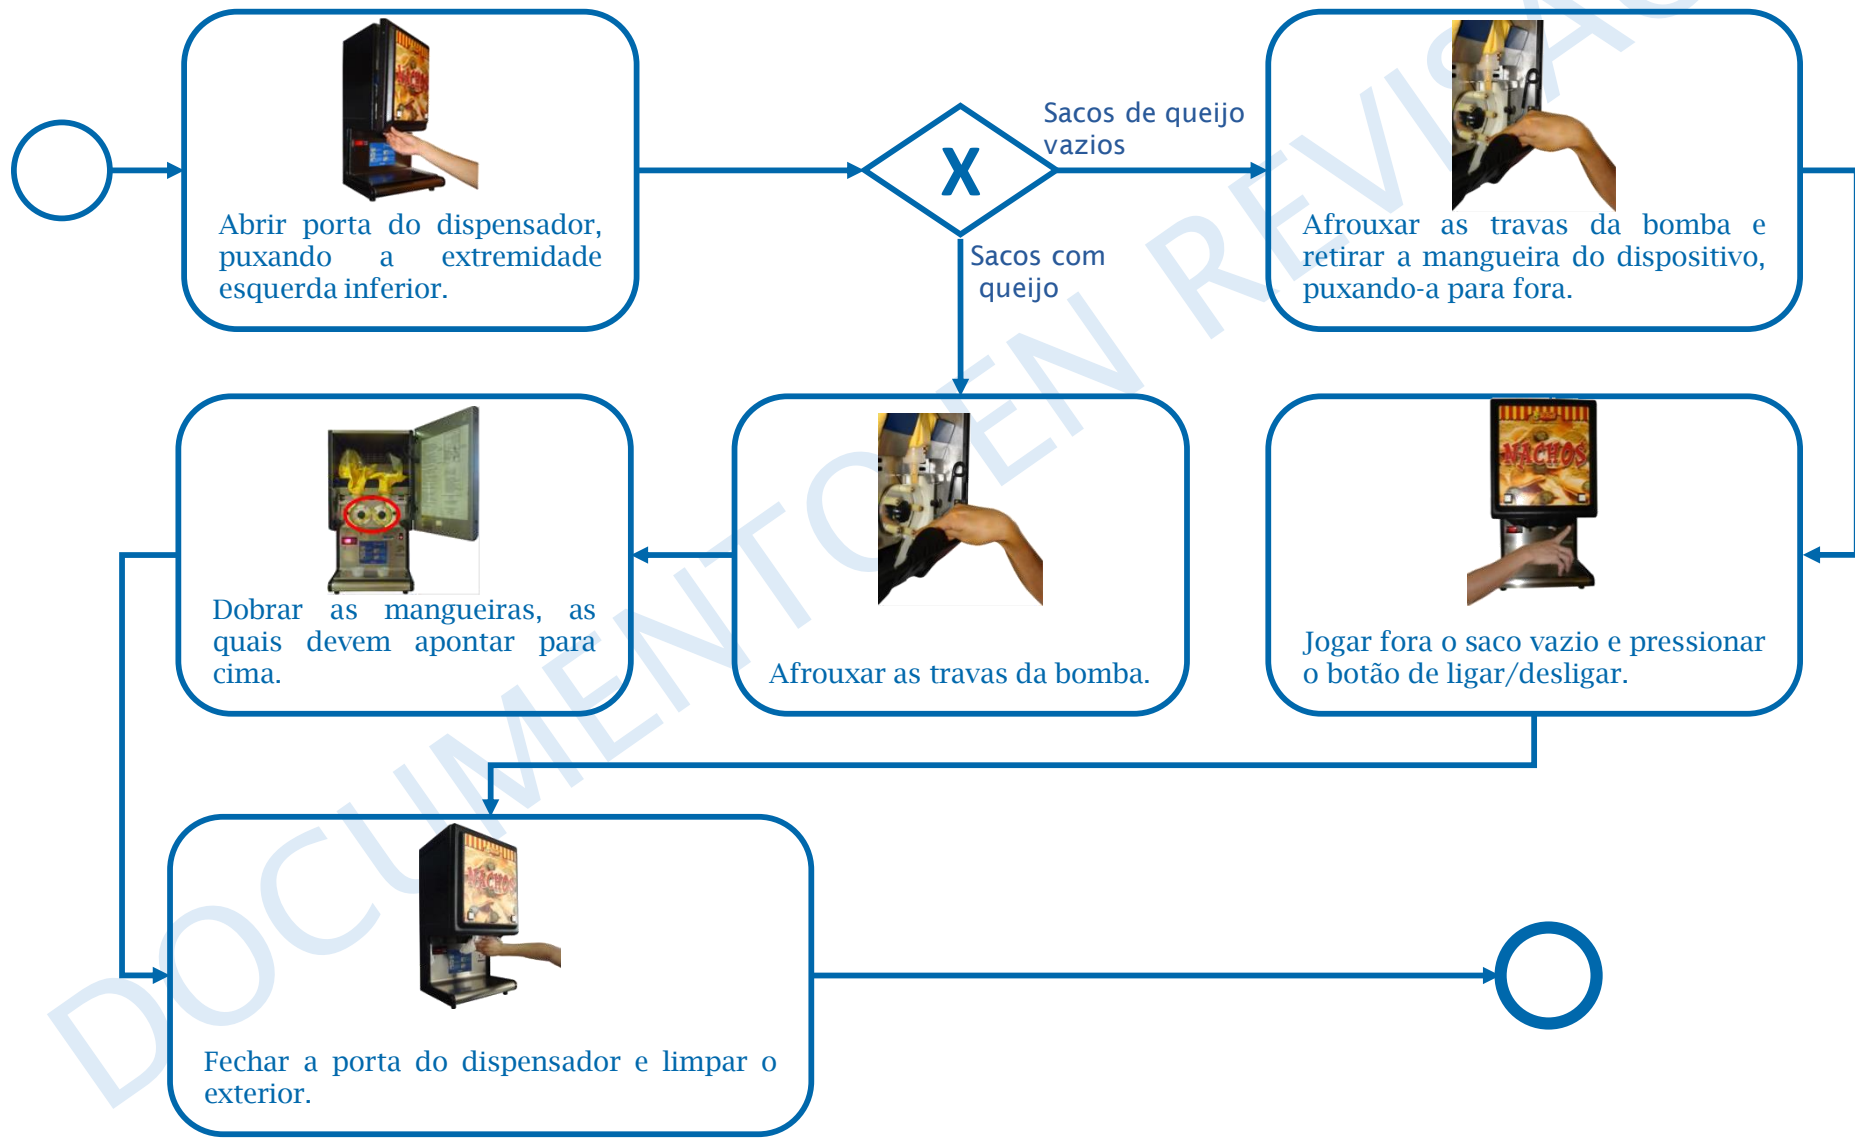 Abrir porta do dispensador,
puxando a extremidade
esquerda inferior.
X
Sacos de queijo
vazios
Sacos com
queijo
Afrouxar as travas da bomba e
retirar a mangueira do dispositivo,
puxando-a para fora.
Dobrar as mangueiras, as
quais devem apontar para
cima.
Afrouxar as travas da bomba.
NACHOS
Jogar fora o saco vazio e pressionar
o botão de ligar/desligar.
NACHOS
Fechar a porta do dispensador e limpar o
exterior.
NACHOS
DOCUMENTO EN